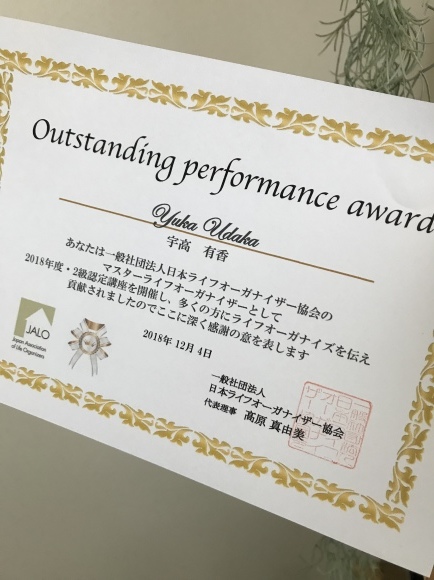 Outstanding performance award
Yuka Udaka
宇高　有香
あなたは一般社団法人日本ライフオーガナイザー協会の
マスターライフオーガナイザーとして
2018年度・2級認定講座を開催し、多くの方にライフオーガナイズを伝え
貢献されましたのでここに深く感謝の意を表します
2018年 12月 4日
JALO
Japan Association
of Life Organizers
一般社団法人
日本ライフオーガナイザー協会
代表理事　高原 真由美